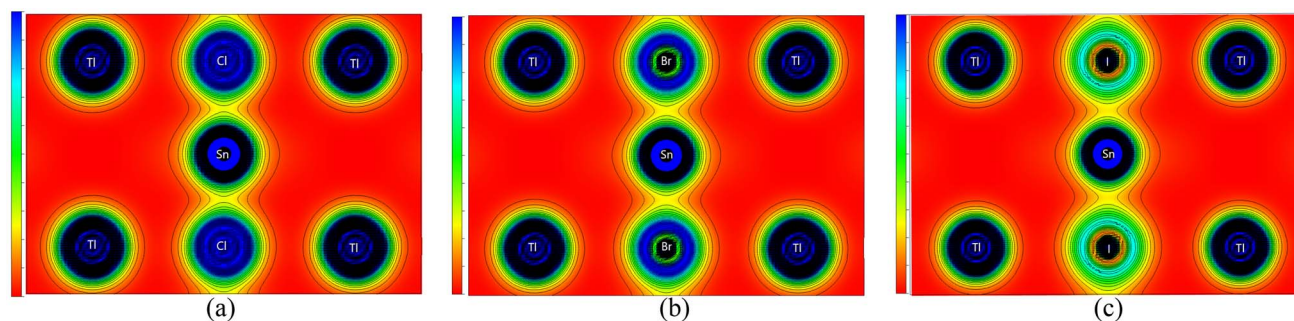 Tl Cl Tl Tl Br Tl Tl I Tl
Sn Sn Sn
Tl Cl Tl Tl Br Tl Tl I Tl
(a) (b) (c)